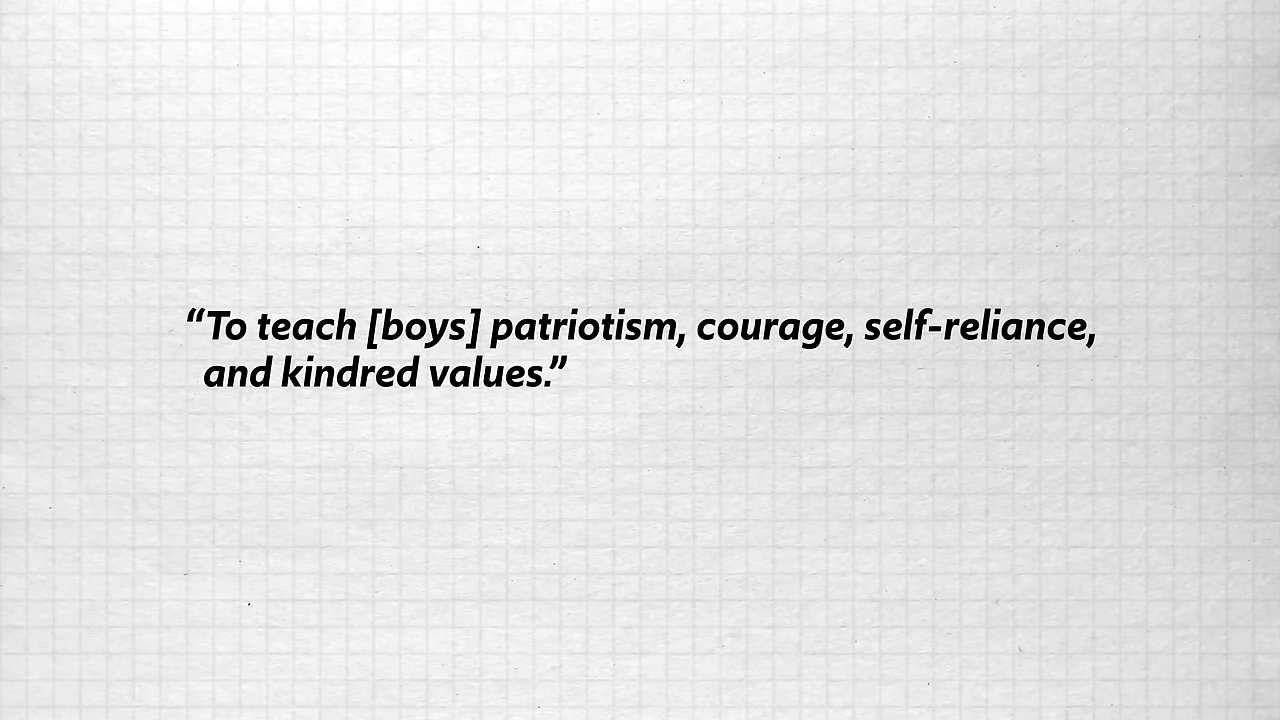 “To teach [boys] patriotism, courage, self-reliance,
and kindred values.”